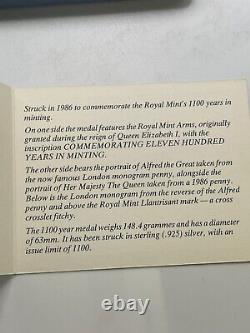 Struck in 1986 to commemorate the Royal Mint's 1100 years in
minting.
On one side the medal features the Royal Mint Arms, originally
granted during the reign of Queen Elizabeth I, with the
inscription COMMEMORATING ELEVEN HUNDRED
YEARS IN MINTING.
The other side bears the portrait of Alfred the Great taken from
the now famous London monogram penny, alongside the
portrait of Her Majesty The Queen taken from a 1986 penny.
Below is the London monogram from the reverse of the Alfred
penny and above the Royal Mint Llantrisant mark — a cross
crosslet fitchy.
The 1100 year medal weighs 148.4 grammes and has a diameter
of 63mm. It has been struck in sterling (.925) silver, with an
issue limit of 1100.